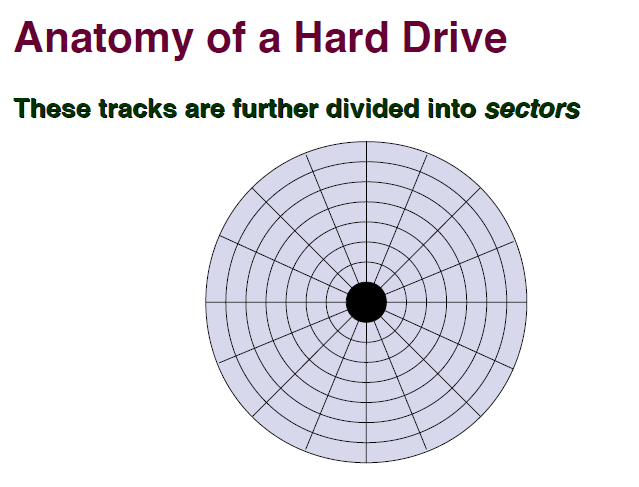 Anatomy of a Hard Drive
These tracks are further divided into sectors